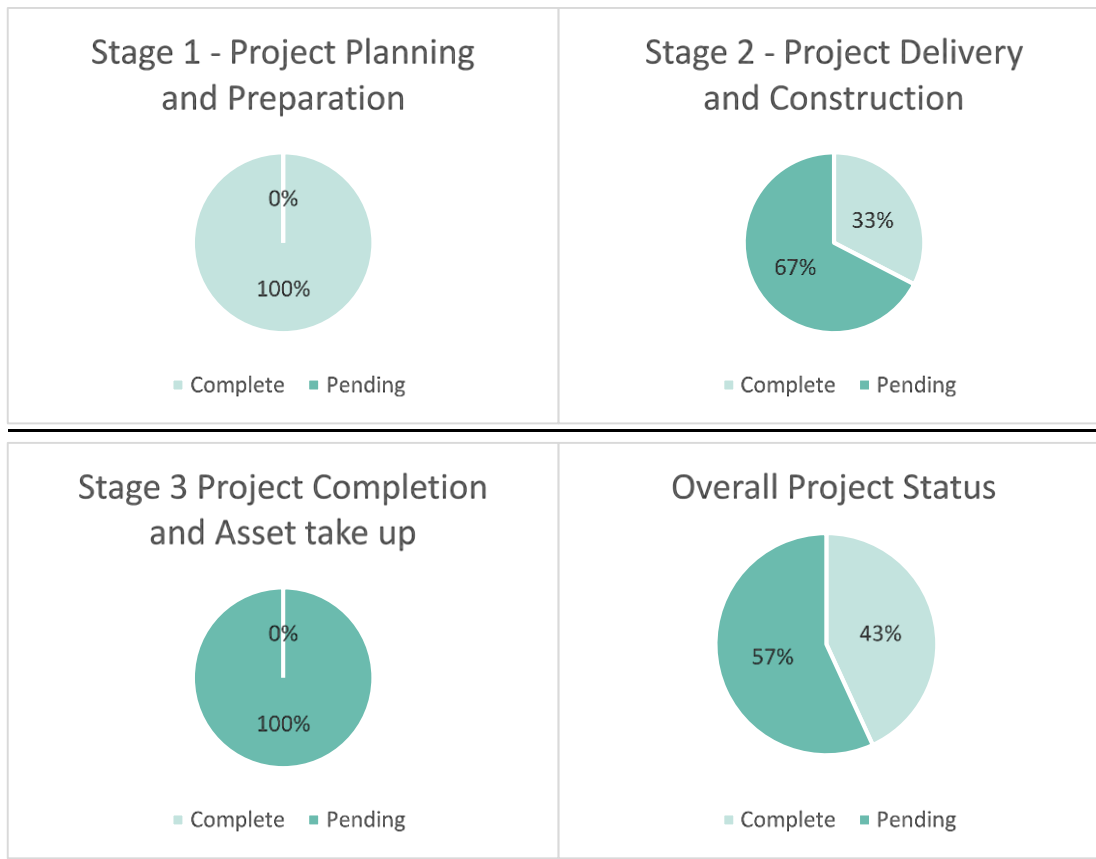 Stage 1 - Project Planning
and Preparation
0%
100%
Complete Pending
Stage 2 - Project Delivery
and Construction
33%
67%
Complete Pending
Stage 3 Project Completion
and Asset take up
0%
100%
Complete Pending
Overall Project Status
43%
57%
Complete Pending